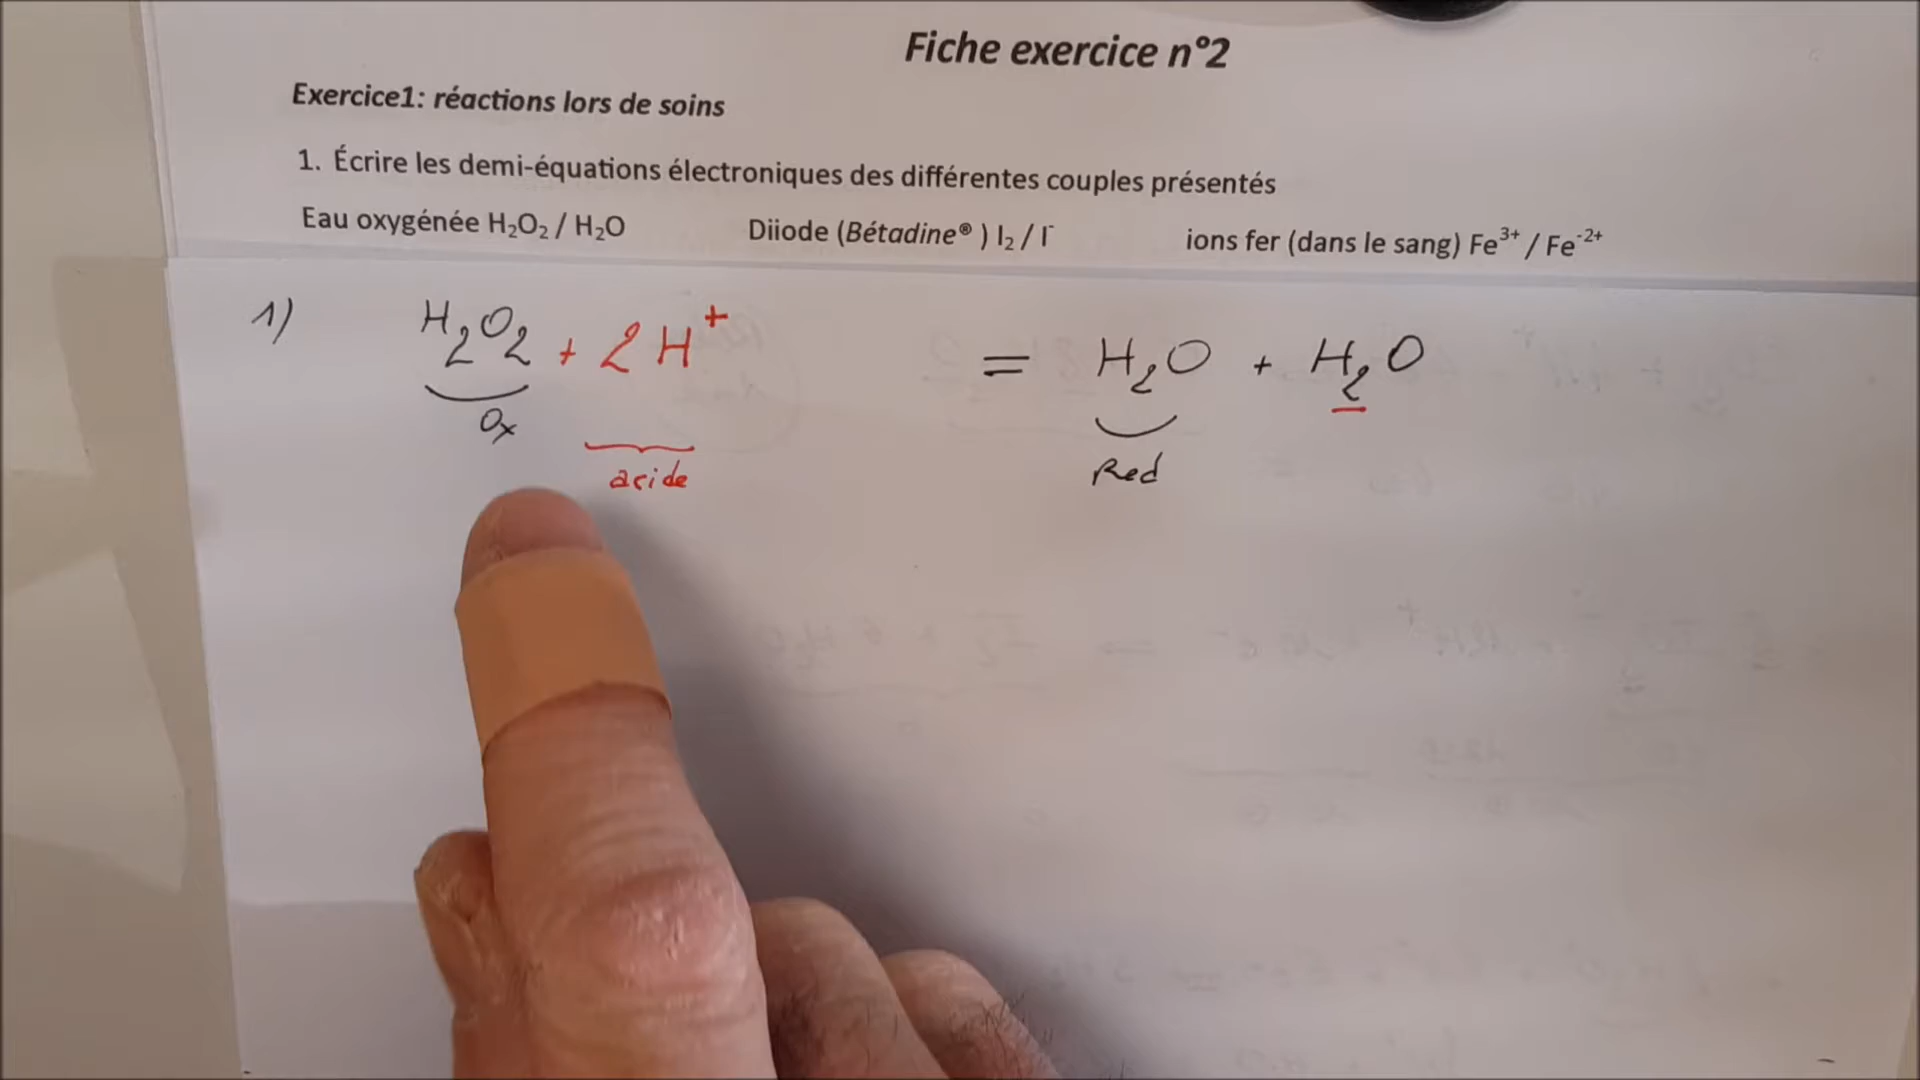 Fiche exercice n°2
Exercice1: réactions lors de soins
1. Écrire les demi-équations électroniques des différentes couples présentés
Eau oxygénée H₂O₂ / H₂O Diiode (Bétadine® ) I₂ / I⁻ ions fer (dans le sang) Fe³⁺ / Fe⁻²⁺
1) H₂O₂ + 2H⁺ = H₂O + H₂O
Ox Red
acide